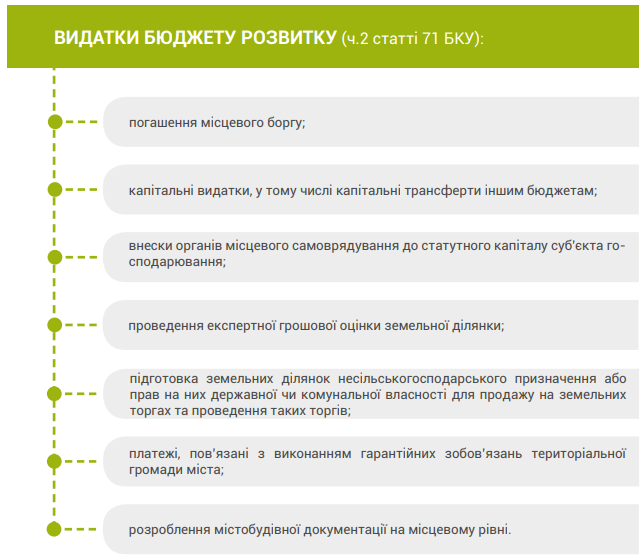 ВИДАТКИ БЮДЖЕТУ РОЗВИТКУ (ч.2 статті 71 БКУ):
погашення місцевого боргу;
капітальні видатки, у тому числі капітальні трансферти іншим бюджетам;
внески органів місцевого самоврядування до статутного капіталу суб’єкта го-
сподарювання;
проведення експертної грошової оцінки земельної ділянки;
підготовка земельних ділянок несільськогосподарського призначення або
прав на них державної чи комунальної власності для продажу на земельних
торгах та проведення таких торгів;
платежі, пов’язані з виконанням гарантійних зобов’язань територіальної
громади міста;
розроблення містобудівної документації на місцевому рівні.